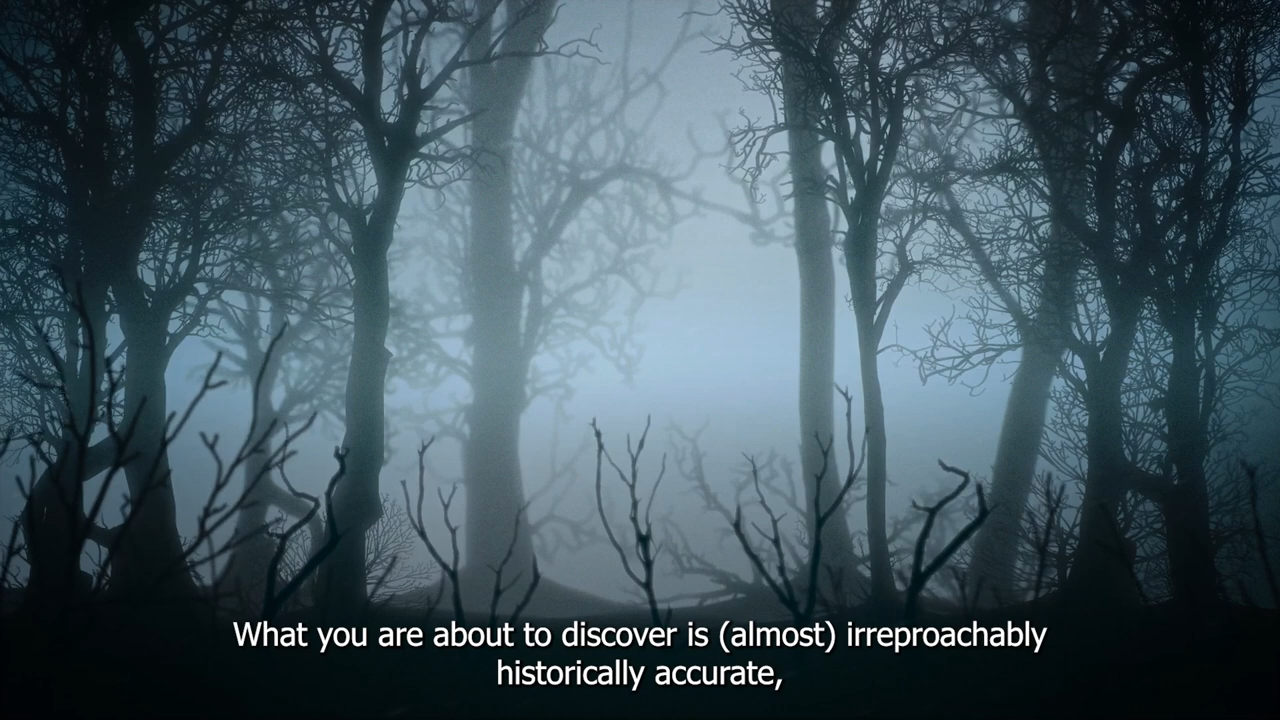 What you are about to discover is (almost) irreproachably
historically accurate,